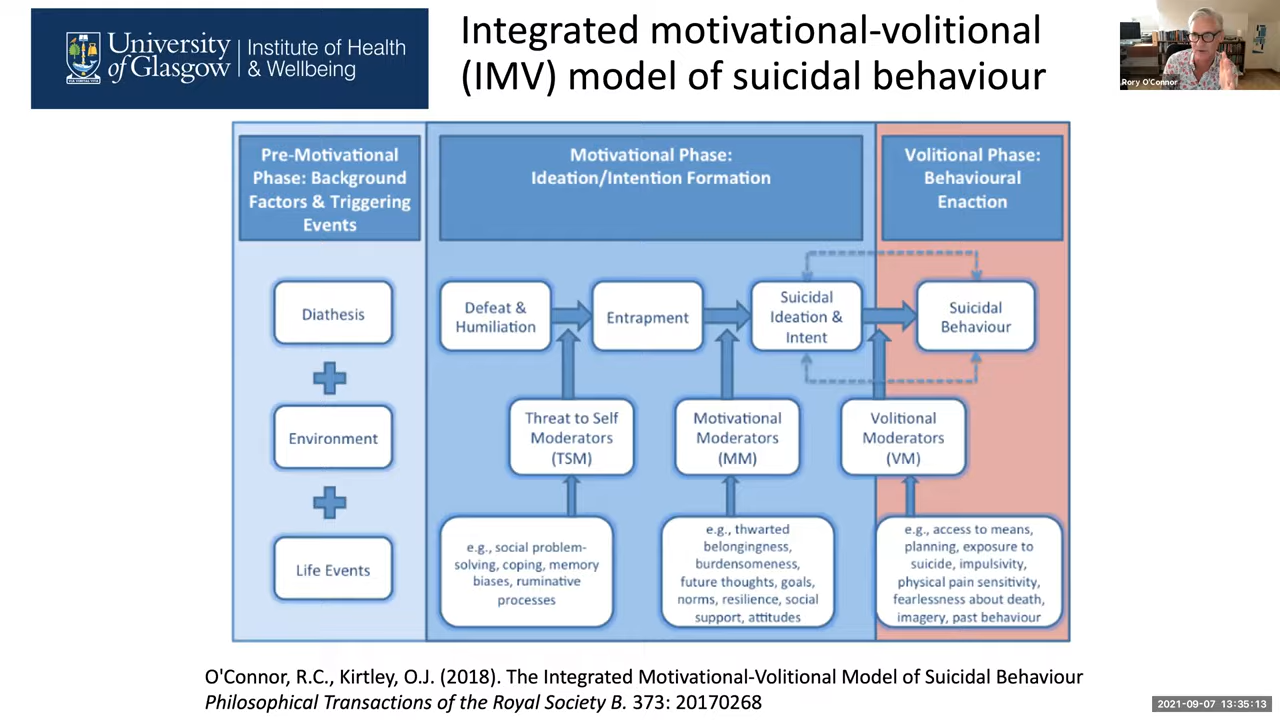 University
of Glasgow
Institute of Health
& Wellbeing
Integrated motivational-volitional
(IMV) model of suicidal behaviour
Rory O'Connor
Pre-Motivational
Phase: Background
Factors & Triggering
Events
Motivational Phase:
Ideation/Intention Formation
Volitional Phase:
Behavioural
Enaction
Diathesis
Defeat &
Humiliation
Entrapment
Suicidal
Ideation &
Intent
Suicidal
Behaviour
Environment
Threat to Self
Moderators
(TSM)
Motivational
Moderators
(MM)
Volitional
Moderators
(VM)
Life Events
e.g., social problem-
solving, coping, memory
biases, ruminative
processes
e.g., thwarted
belongingness,
burdensomeness,
future thoughts, goals,
norms, resilience, social
support, attitudes
e.g., access to means,
planning, exposure to
suicide, impulsivity,
physical pain sensitivity,
fearlessness about death,
imagery, past behaviour
O'Connor, R.C., Kirtley, O.J. (2018). The Integrated Motivational-Volitional Model of Suicidal Behaviour
Philosophical Transactions of the Royal Society B. 373: 20170268
2021-09-07 13:35:13